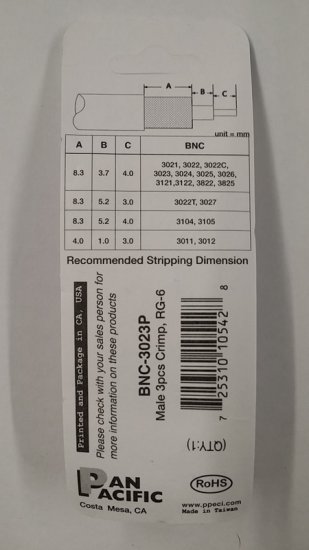 A
B
C
unit = mm
A B C BNC
8.3 3.7 4.0 3021, 3022, 3022C,
3023, 3024, 3025, 3026,
3121,3122, 3822, 3825
8.3 5.2 3.0 3022T, 3027
8.3 5.2 4.0 3104, 3105
4.0 1.0 3.0 3011, 3012
Recommended Stripping Dimension
Printed and Package in CA, USA
Please check with your sales person for
more information on these products
BNC-3023P
Male 3pcs Crimp, RG-6
7 25310 10542 8
(QTY:1)
PAN
PACIFIC
Costa Mesa, CA
RoHS
www.ppeci.com
Made in Taiwan